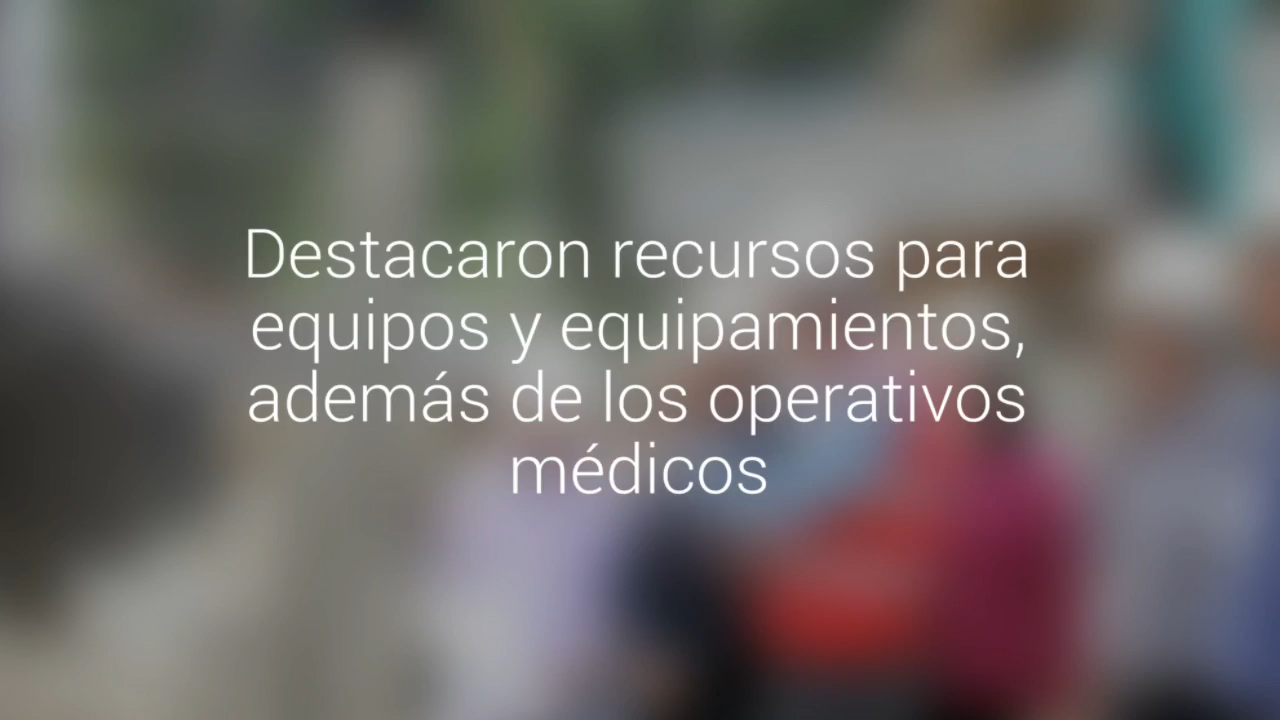 Destacaron recursos para
equipos y equipamientos,
además de los operativos
médicos